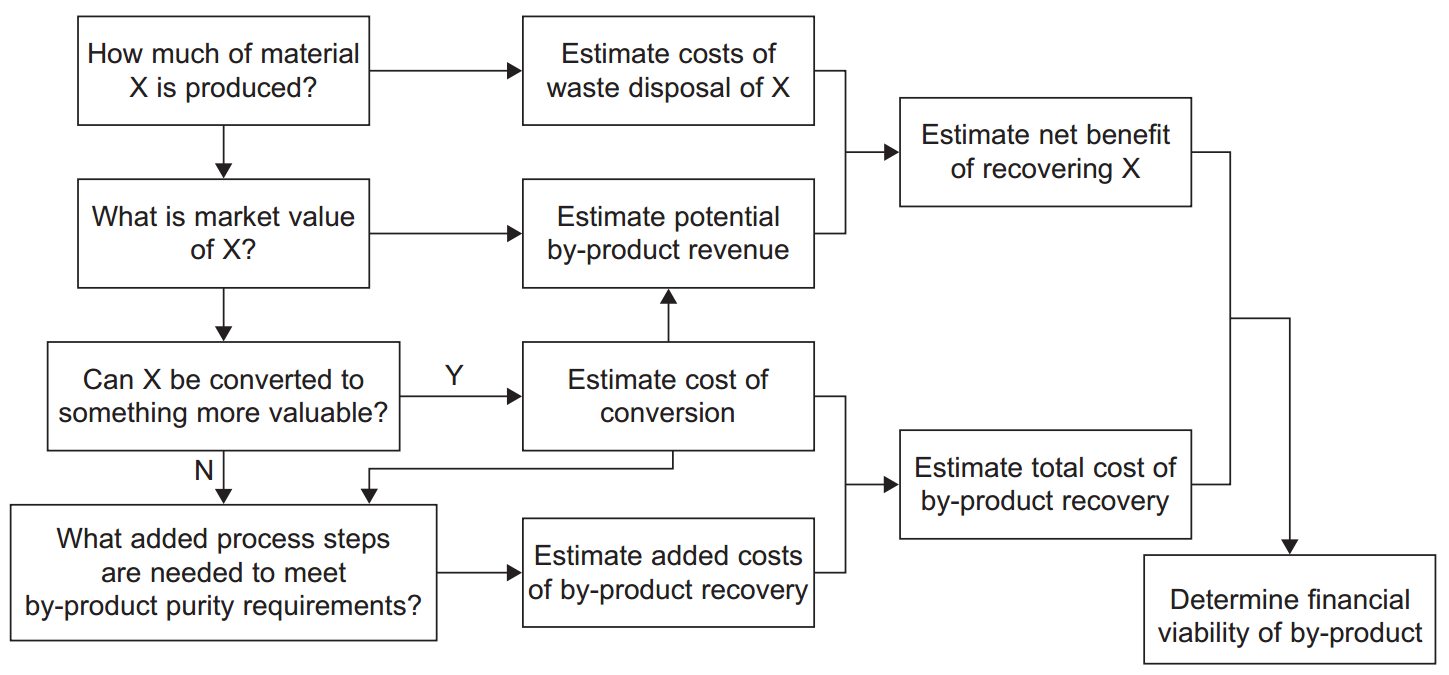 How much of material
X is produced?
Estimate costs of
waste disposal of X
Estimate net benefit
of recovering X
What is market value
of X?
Estimate potential
by-product revenue
Can X be converted to
something more valuable?
Y
Estimate cost of
conversion
N
Estimate total cost of
by-product recovery
What added process steps
are needed to meet
by-product purity requirements?
Estimate added costs
of by-product recovery
Determine financial
viability of by-product